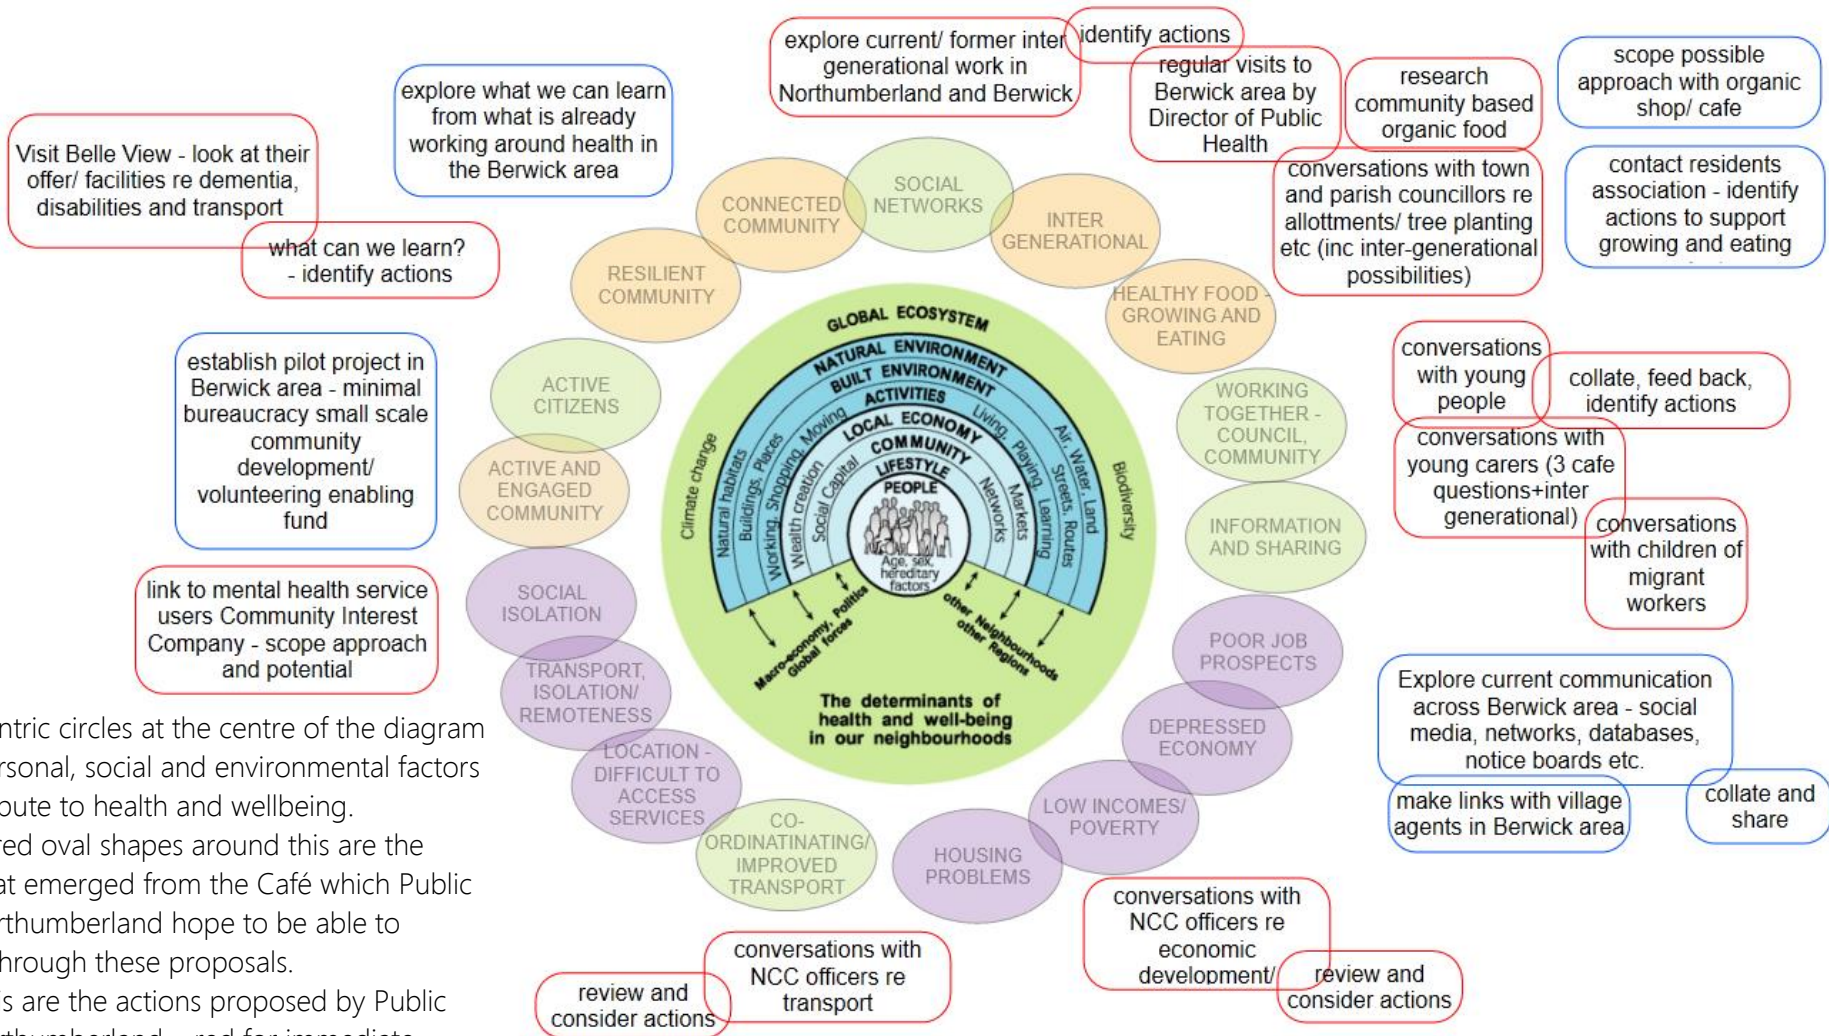 explore current/ former inter
generational work in
Northumberland and Berwick
identify actions
regular visits to
Berwick area by
Director of Public
Health
research
community based
organic food
scope possible
approach with organic
shop/ cafe
explore what we can learn
from what is already
working around health in
the Berwick area
Visit Belle View - look at their
offer/ facilities re dementia,
disabilities and transport
what can we learn?
- identify actions
conversations with town
and parish councillors re
allottments/ tree planting
etc (inc inter-generational
possibilities)
contact residents
association - identify
actions to support
growing and eating
CONNECTED
COMMUNITY
SOCIAL
NETWORKS
INTER
GENERATIONAL
RESILIENT
COMMUNITY
HEALTHY FOOD -
GROWING AND
EATING
ACTIVE
CITIZENS
WORKING
TOGETHER -
COUNCIL,
COMMUNITY
ACTIVE AND
ENGAGED
COMMUNITY
INFORMATION
AND SHARING
SOCIAL
ISOLATION
POOR JOB
PROSPECTS
TRANSPORT,
ISOLATION/
REMOTENESS
DEPRESSED
ECONOMY
LOCATION -
DIFFICULT TO
ACCESS
SERVICES
LOW INCOMES/
POVERTY
CO-
ORDINATINATING/
IMPROVED
TRANSPORT
HOUSING
PROBLEMS
establish pilot project in
Berwick area - minimal
bureaucracy small scale
community
development/
volunteering enabling
fund
link to mental health service
users Community Interest
Company - scope approach
and potential
conversations
with young
people
collate, feed back,
identify actions
conversations with
young carers (3 cafe
questions+inter
generational)
conversations
with children of
migrant
workers
Explore current communication
across Berwick area - social
media, networks, databases,
notice boards etc.
make links with village
agents in Berwick area
collate and
share
GLOBAL ECOSYSTEM
NATURAL ENVIRONMENT
BUILT ENVIRONMENT
ACTIVITIES
LOCAL ECONOMY
COMMUNITY
LIFESTYLE
PEOPLE
Age, sex,
hereditary
factors
Climate change
Natural habitats
Buildings, Places
Working, Shopping, Moving
Wealth creation
Social Capital
Networks
Markets
Living, Playing, Learning
Streets, Routes
Air, Water, Land
Biodiversity
Macro-economy, Politics
Global forces
other Neighbourhoods
other Regions
The determinants of
health and well-being
in our neighbourhoods
ntric circles at the centre of the diagram
rsonal, social and environmental factors
bute to health and wellbeing.
red oval shapes around this are the
at emerged from the Café which Public
rthumberland hope to be able to
hrough these proposals.
is are the actions proposed by Public
rthumberland – red for immediate
conversations with
NCC officers re
transport
review and
consider actions
conversations with
NCC officers re
economic
development/
review and
consider actions